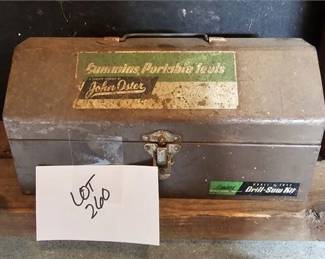 Cummins Portable Tools
John Oster
Drill-Saw Kit
LOT
260